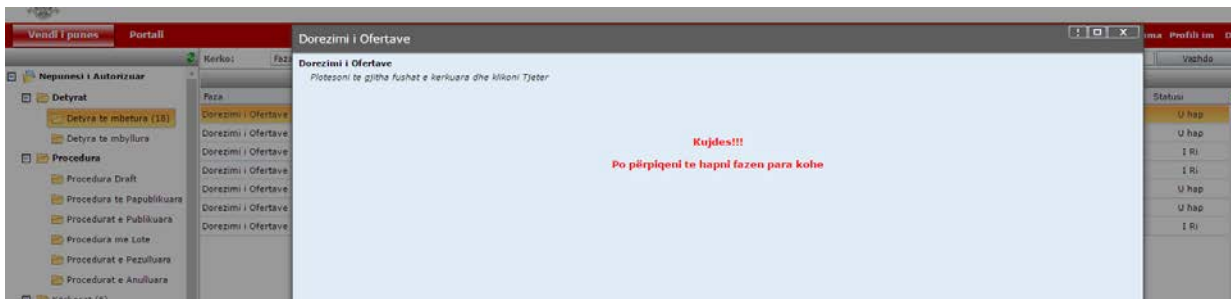 Vendi i punes
Portali
Dorezimi i Ofertave
Profili im
Kerko:
Vazhdo
Nepunesi i Autorizuar
Detyrat
Detyra te mbetura (18)
Detyra te mbyllura
Procedura
Procedura Draft
Procedura te Papublikuara
Procedurat e Publikuara
Procedura me Lote
Procedurat e Pezulluara
Procedurat e Anulluara
Faza
Dorezimi i Ofertave
Dorezimi i Ofertave
Dorezimi i Ofertave
Dorezimi i Ofertave
Dorezimi i Ofertave
Dorezimi i Ofertave
Dorezimi i Ofertave
Dorezimi i Ofertave
Plotesoni te gjitha fushat e kerkuara dhe klikoni Tjeter
Kujdes!!!
Po përpiqeni te hapni fazen para kohe
Statusi
U hap
U hap
I Ri
I Ri
U hap
U hap
I Ri